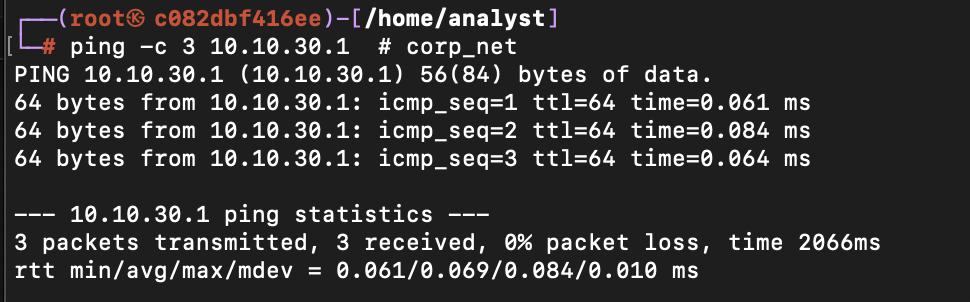 ┌──(root㉿ c082dbf416ee)-[/home/analyst]
└─# ping -c 3 10.10.30.1  # corp_net
PING 10.10.30.1 (10.10.30.1) 56(84) bytes of data.
64 bytes from 10.10.30.1: icmp_seq=1 ttl=64 time=0.061 ms
64 bytes from 10.10.30.1: icmp_seq=2 ttl=64 time=0.084 ms
64 bytes from 10.10.30.1: icmp_seq=3 ttl=64 time=0.064 ms

--- 10.10.30.1 ping statistics ---
3 packets transmitted, 3 received, 0% packet loss, time 2066ms
rtt min/avg/max/mdev = 0.061/0.069/0.084/0.010 ms